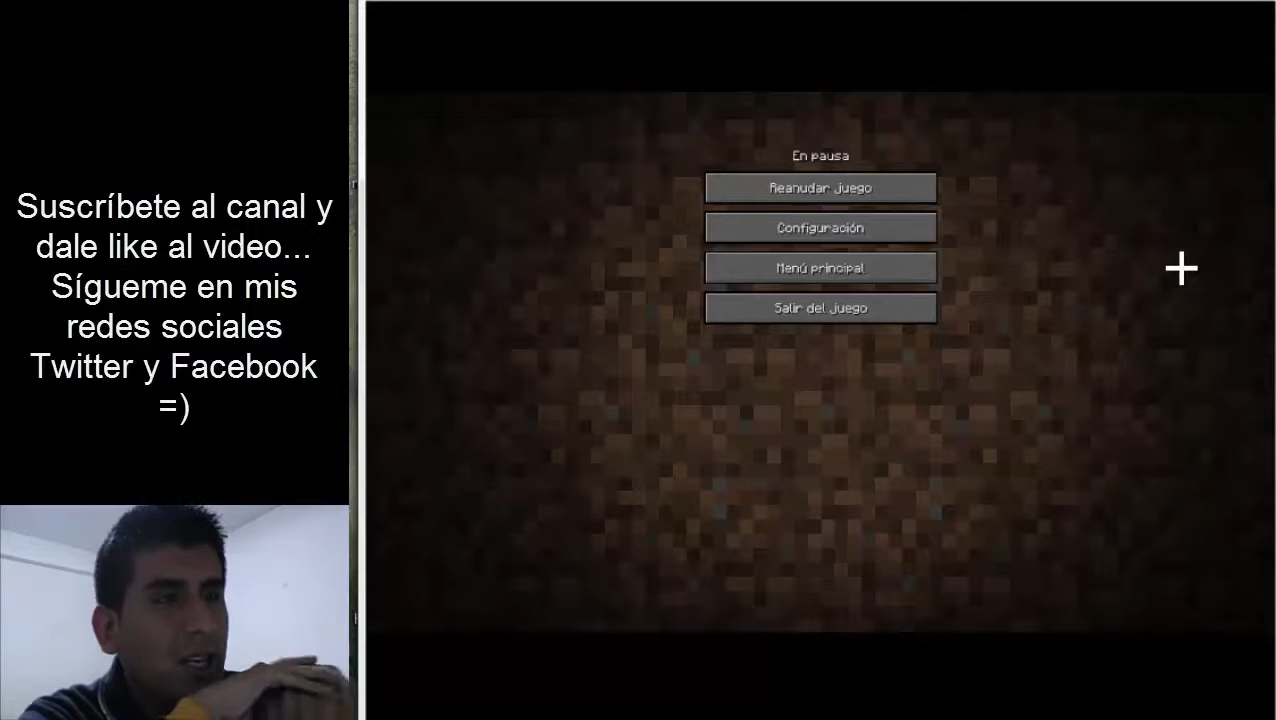 Suscríbete al canal y
dale like al video...
Sígueme en mis
redes sociales
Twitter y Facebook
=)
En pausa
Reanudar juego
Configuración
Menú principal
Salir del juego